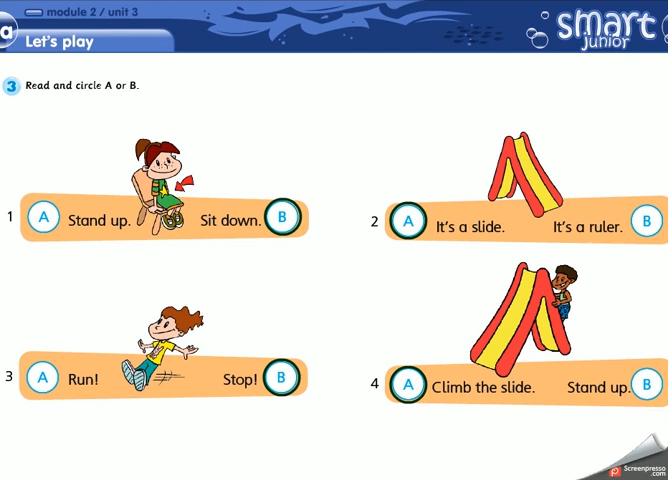 module 2 / unit 3
a Let's play
smart
junior
3 Read and circle A or B.
1 A Stand up. Sit down. B
2 A It's a slide. It's a ruler. B
3 A Run! Stop! B
4 A Climb the slide. Stand up. B
Screenpresso
.com